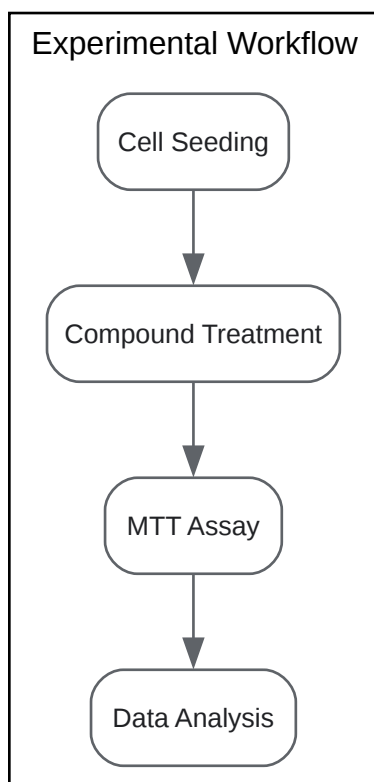 Experimental Workflow
Cell Seeding
Compound Treatment
MTT Assay
Data Analysis